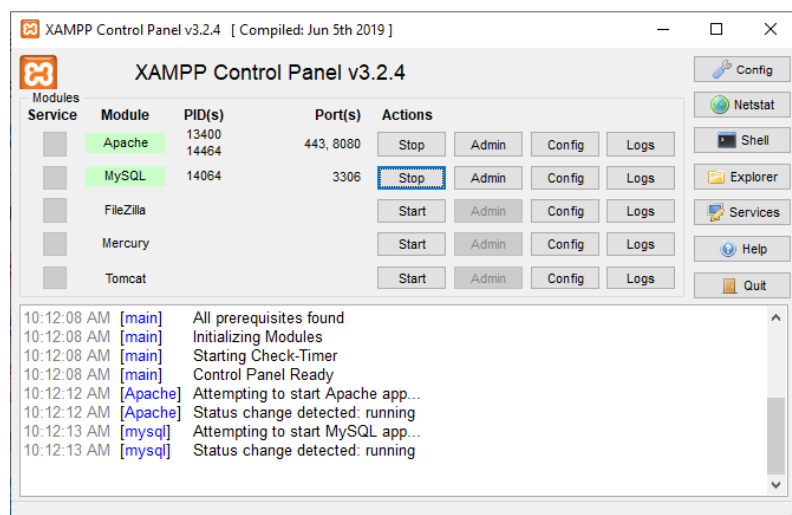 XAMPP Control Panel v3.2.4 [ Compiled: Jun 5th 2019 ]
XAMPP Control Panel v3.2.4
Config
Modules
Service Module PID(s) Port(s) Actions
Netstat
Apache 13400 14464 443, 8080 Stop Admin Config Logs
Shell
MySQL 14064 3306 Stop Admin Config Logs
Explorer
FileZilla Start Admin Config Logs
Services
Mercury Start Admin Config Logs
Help
Tomcat Start Admin Config Logs
Quit
10:12:08 AM [main] All prerequisites found
10:12:08 AM [main] Initializing Modules
10:12:08 AM [main] Starting Check-Timer
10:12:08 AM [main] Control Panel Ready
10:12:12 AM [Apache] Attempting to start Apache app...
10:12:12 AM [Apache] Status change detected: running
10:12:13 AM [mysql] Attempting to start MySQL app...
10:12:13 AM [mysql] Status change detected: running